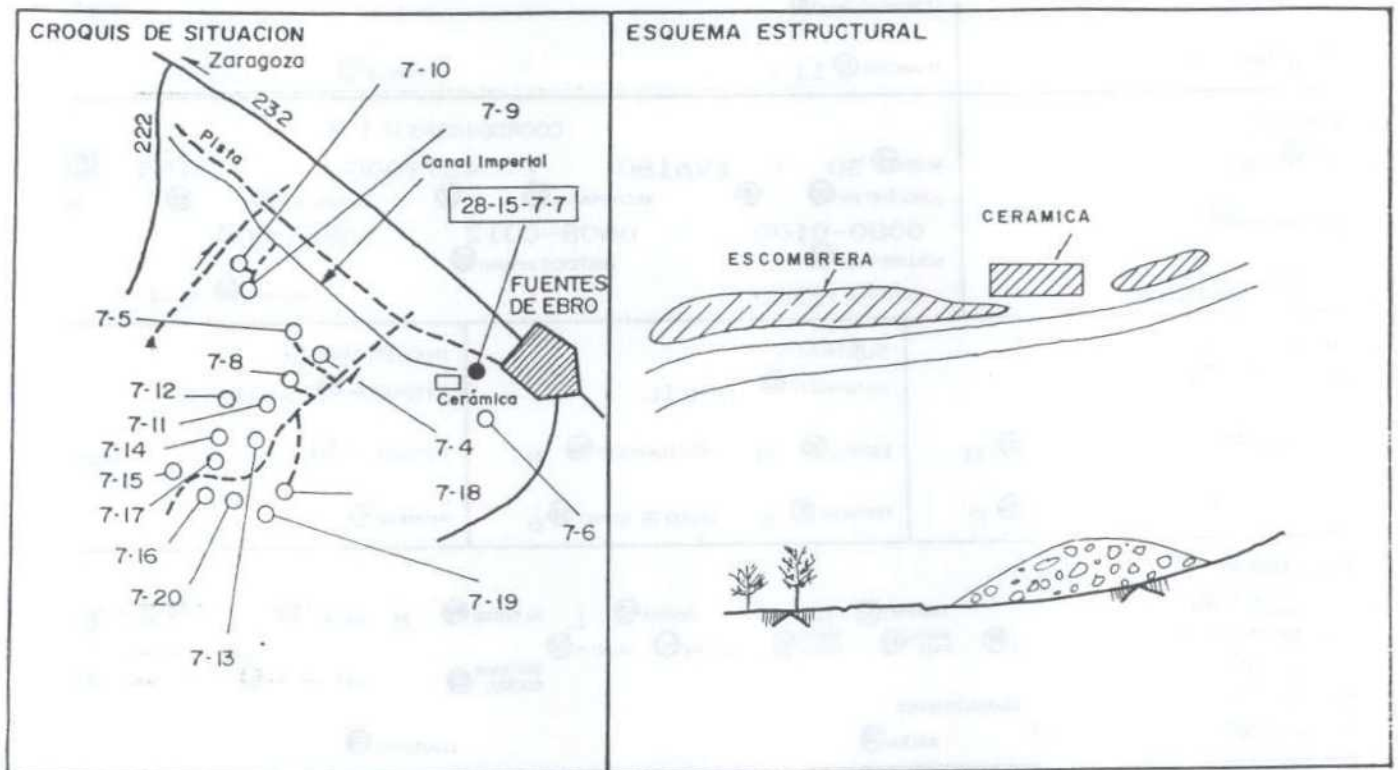 CROQUIS DE SITUACION
Zaragoza
7-10
232
7-9
222
Pista
Canal Imperial
28-15-7-7
FUENTES
DE EBRO
7-5
7-8
7-12
Cerámica
7-11
7-14
7-4
7-15
7-18
7-17
7-6
7-16
7-20
7-19
7-13
ESQUEMA ESTRUCTURAL
CERAMICA
ESCOMBRERA